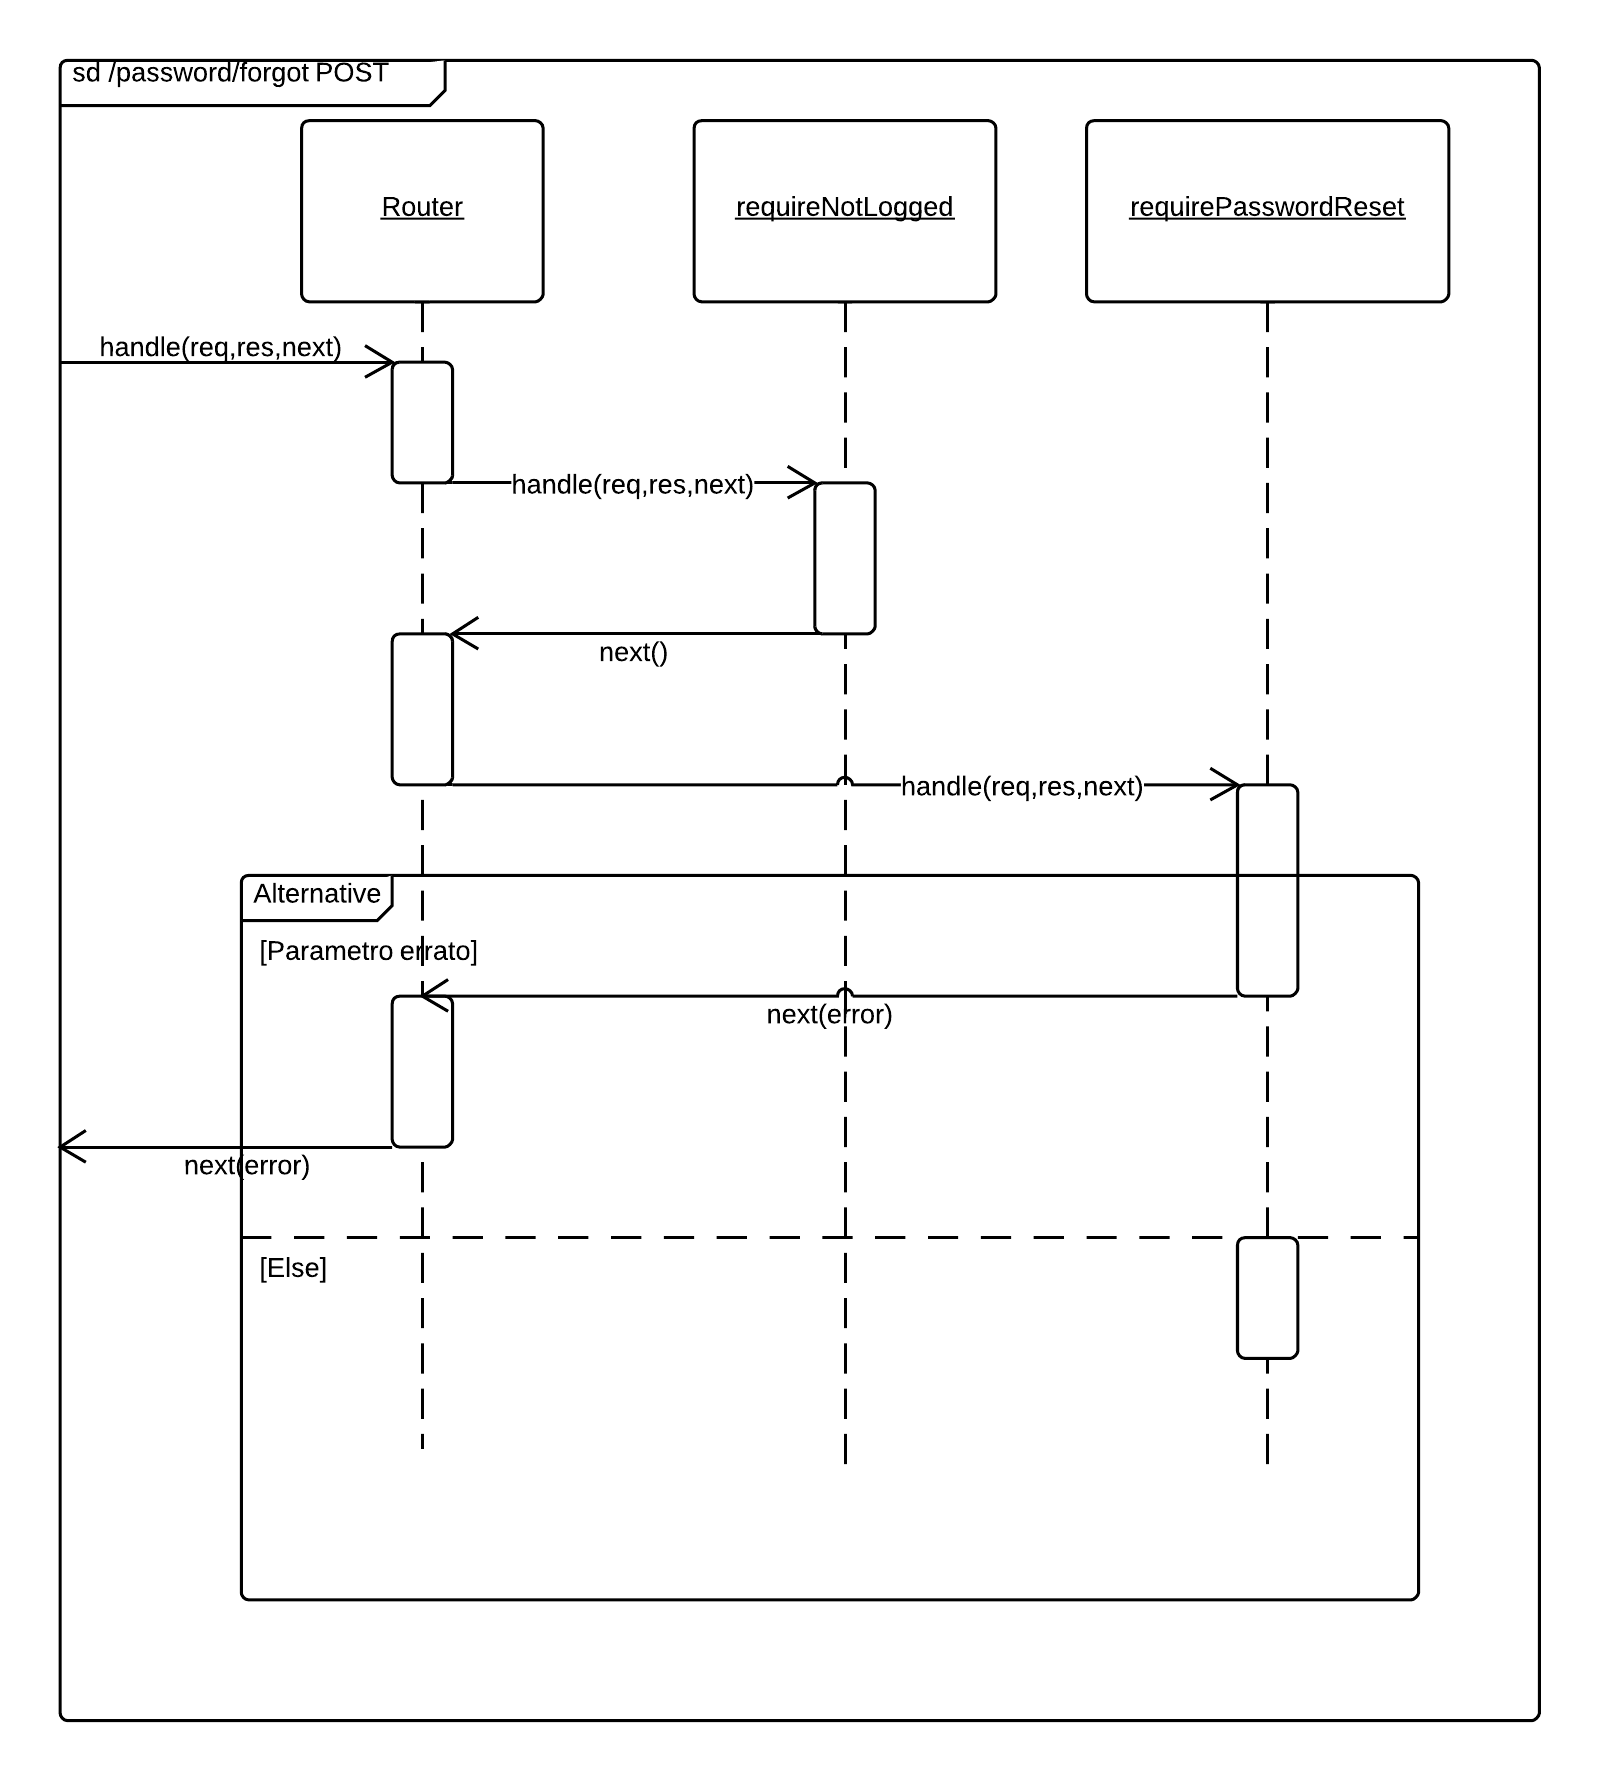 sd /password/forgot POST
Router
requireNotLogged
requirePasswordReset
handle(req,res,next)
handle(req,res,next)
next()
handle(req,res,next)
Alternative
[Parametro errato]
next(error)
next(error)
[Else]